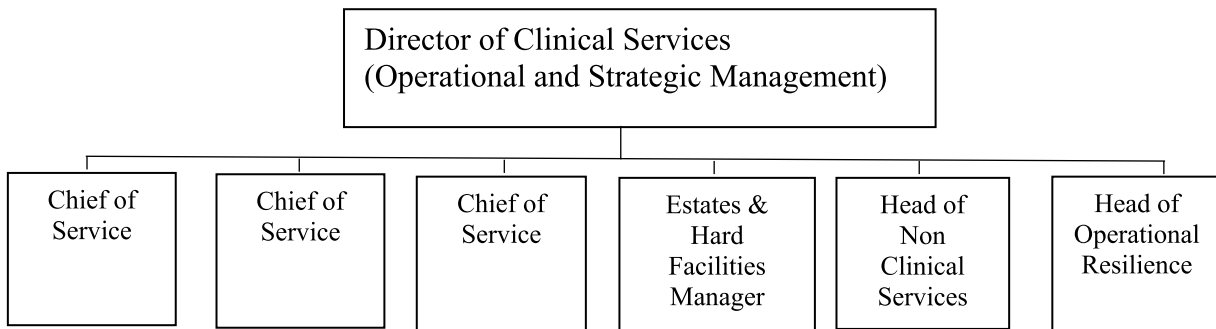 Director of Clinical Services
(Operational and Strategic Management)
Chief of
Service
Chief of
Service
Chief of
Service
Estates &
Hard
Facilities
Manager
Head of
Non
Clinical
Services
Head of
Operational
Resilience